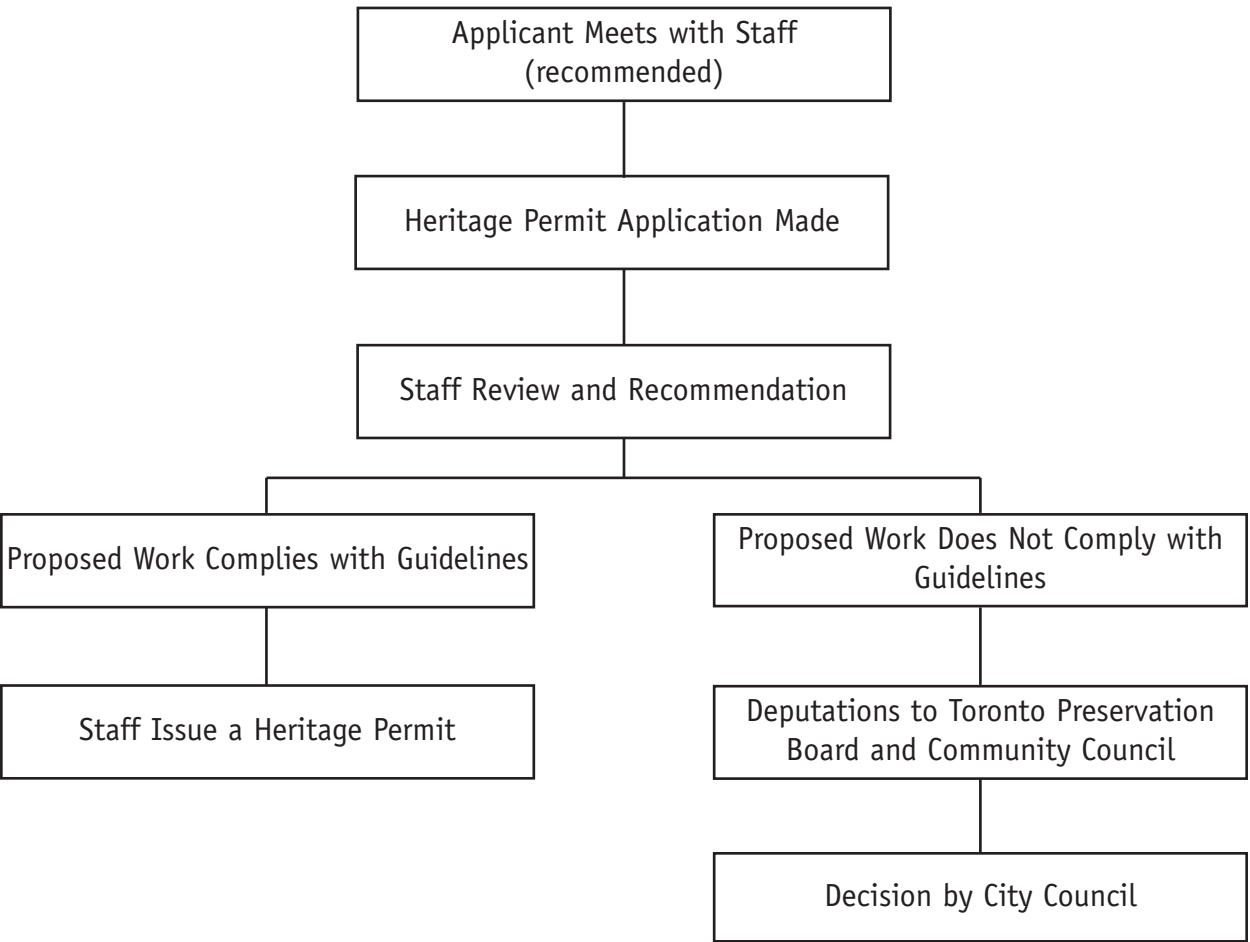 Applicant Meets with Staff
(recommended)
Heritage Permit Application Made
Staff Review and Recommendation
Proposed Work Complies with Guidelines
Staff Issue a Heritage Permit
Proposed Work Does Not Comply with
Guidelines
Deputations to Toronto Preservation
Board and Community Council
Decision by City Council